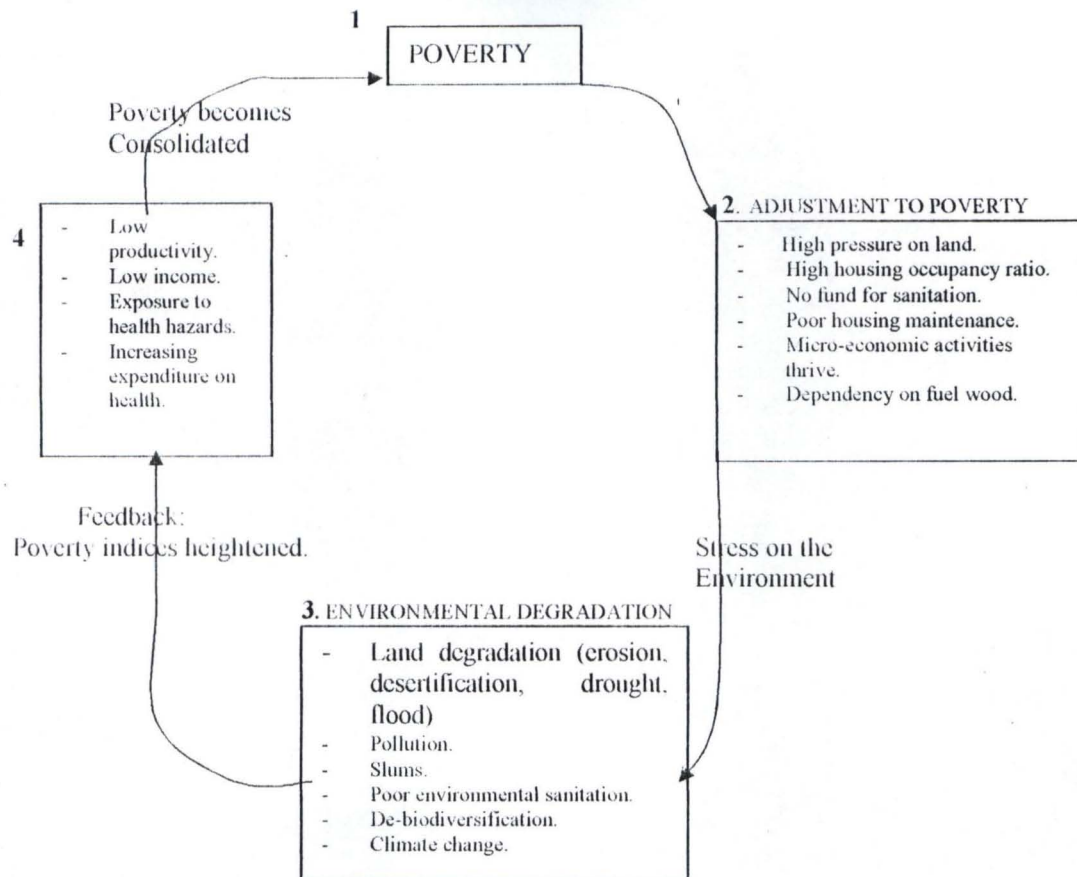 1
POVERTY
Poverty becomes
Consolidated
2. ADJUSTMENT TO POVERTY
- High pressure on land.
- High housing occupancy ratio.
- No fund for sanitation.
- Poor housing maintenance.
- Micro-economic activities
thrive.
- Dependency on fuel wood.
4
- Low
productivity.
- Low income.
- Exposure to
health hazards.
- Increasing
expenditure on
health.
Feedback:
Poverty indices heightened.
Stress on the
Environment
3. ENVIRONMENTAL DEGRADATION
- Land degradation (erosion,
desertification, drought,
flood)
- Pollution.
- Slums.
- Poor environmental sanitation.
- De-biodiversification.
- Climate change.